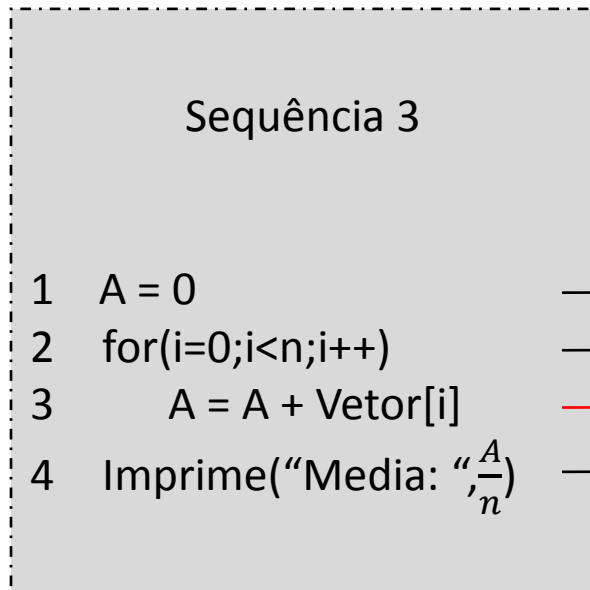 Sequência 3
1 A = 0
2 for(i=0;i<n;i++)
3 A = A + Vetor[i]
4 Imprime(“Media: “,A/n)